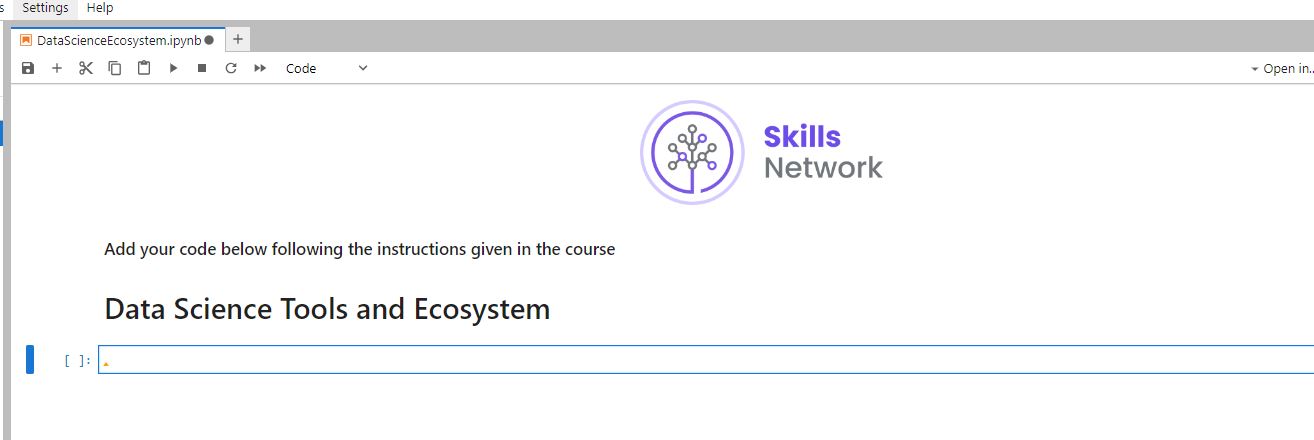 s Settings Help
DataScienceEcosystem.ipynb
Code Open in..
Skills
Network
Add your code below following the instructions given in the course
Data Science Tools and Ecosystem
[ ]: